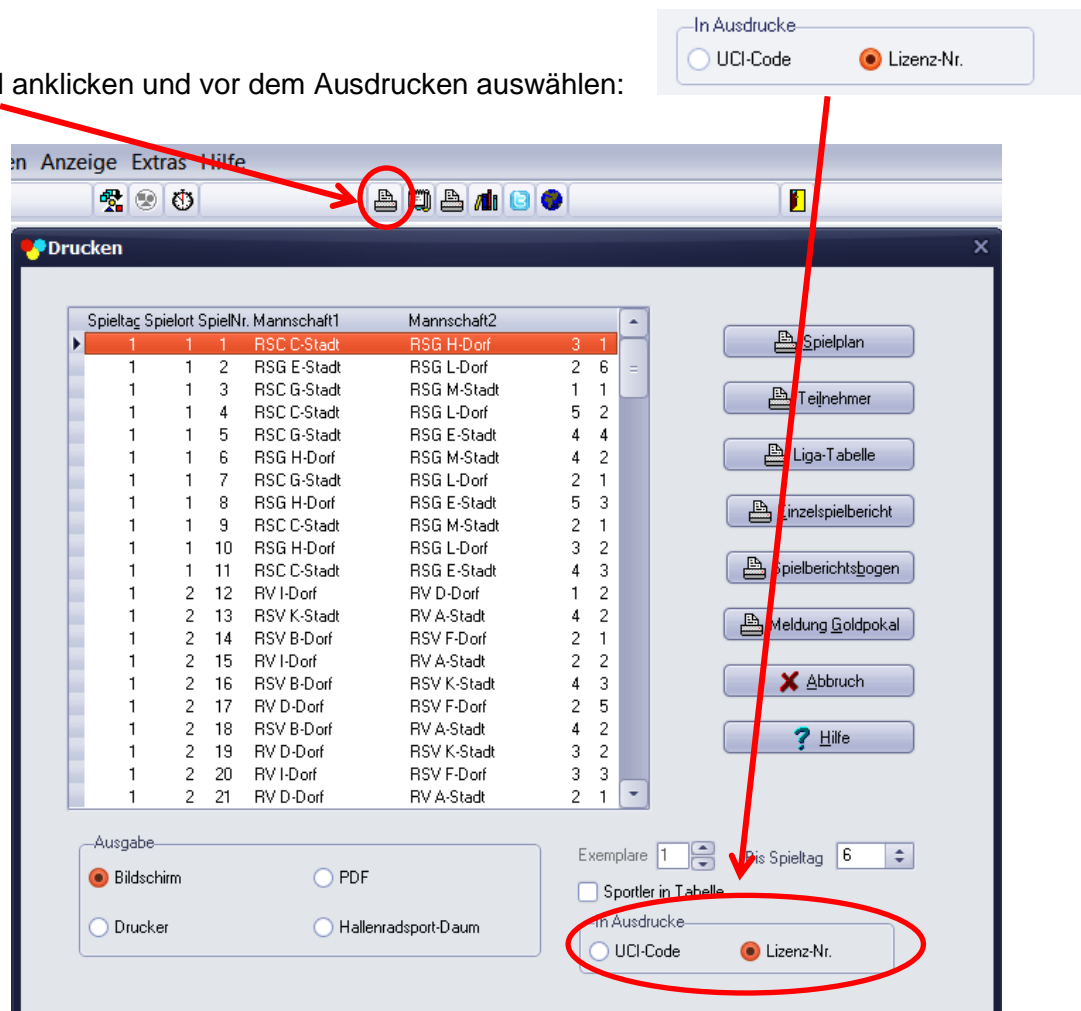 In Ausdrucke
UCI-Code Lizenz-Nr.
anklicken und vor dem Ausdrucken auswählen:
en Anzeige Extras Hilfe
Drucken
Spieltag Spielort SpielNr. Mannschaft1 Mannschaft2
1 1 1 RSC C-Stadt RSG H-Dorf 3 1
1 1 2 RSG E-Stadt RSG L-Dorf 2 6
1 1 3 RSC G-Stadt RSG M-Stadt 1 1
1 1 4 RSC C-Stadt RSG L-Dorf 5 2
1 1 5 RSC G-Stadt RSG E-Stadt 4 4
1 1 6 RSG H-Dorf RSG M-Stadt 4 2
1 1 7 RSC G-Stadt RSG L-Dorf 2 1
1 1 8 RSG H-Dorf RSG E-Stadt 5 3
1 1 9 RSC C-Stadt RSG M-Stadt 2 1
1 1 10 RSG H-Dorf RSG L-Dorf 3 2
1 1 11 RSC C-Stadt RSG E-Stadt 4 3
1 2 12 RV I-Dorf RV D-Dorf 1 2
1 2 13 RSV K-Stadt RV A-Stadt 4 2
1 2 14 RSV B-Dorf RSV F-Dorf 2 1
1 2 15 RV I-Dorf RV A-Stadt 2 2
1 2 16 RSV B-Dorf RSV K-Stadt 4 3
1 2 17 RV D-Dorf RSV F-Dorf 2 5
1 2 18 RSV B-Dorf RV A-Stadt 4 2
1 2 19 RV D-Dorf RSV K-Stadt 3 2
1 2 20 RV I-Dorf RSV F-Dorf 3 3
1 2 21 RV D-Dorf RV A-Stadt 2 1
Spielplan
Teilnehmer
Liga-Tabelle
Einzelspielbericht
Spielberichtsbogen
Meldung Goldpokal
Abbruch
Hilfe
Ausgabe
Bildschirm PDF
Drucker Hallenradsport-Daum
Exemplare 1 Bis Spieltag 6
Sportler in Tabelle
In Ausdrucke
UCI-Code Lizenz-Nr.